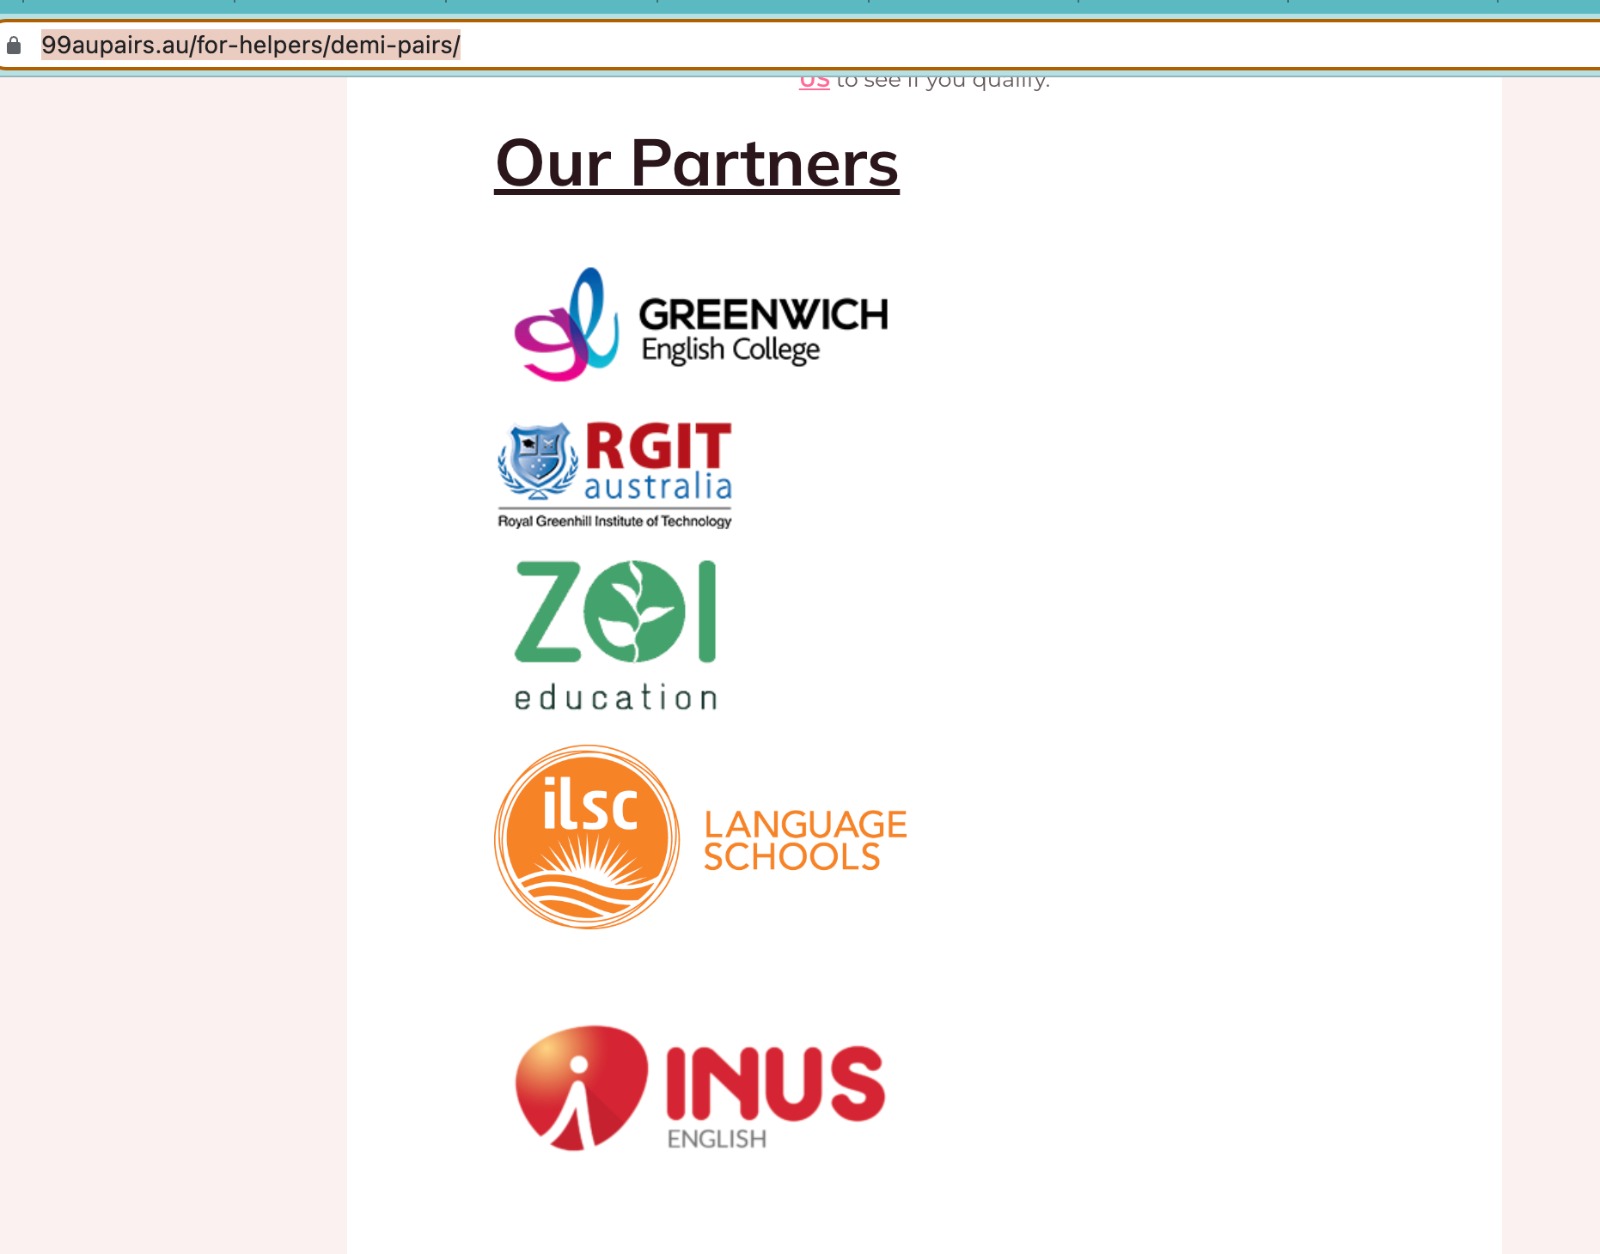 99aupairs.au/for-helpers/demi-pairs/
us to see if you qualify.
Our Partners
GREENWICH
English College
RGIT
australia
Royal Greenhill Institute of Technology
ZOI
education
ilsc
LANGUAGE
SCHOOLS
INUS
ENGLISH